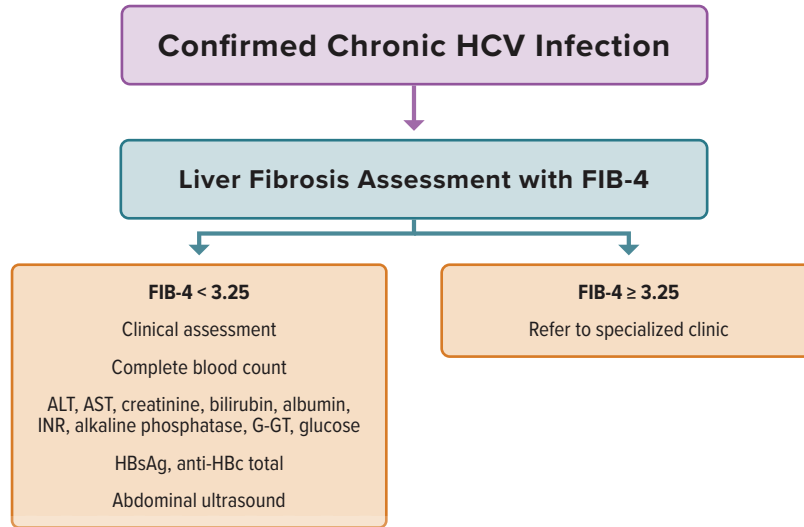 Confirmed Chronic HCV Infection
Liver Fibrosis Assessment with FIB-4
FIB-4 < 3.25
Clinical assessment
Complete blood count
ALT, AST, creatinine, bilirubin, albumin,
INR, alkaline phosphatase, G-GT, glucose
HBsAg, anti-HBc total
Abdominal ultrasound
FIB-4 ≥ 3.25
Refer to specialized clinic